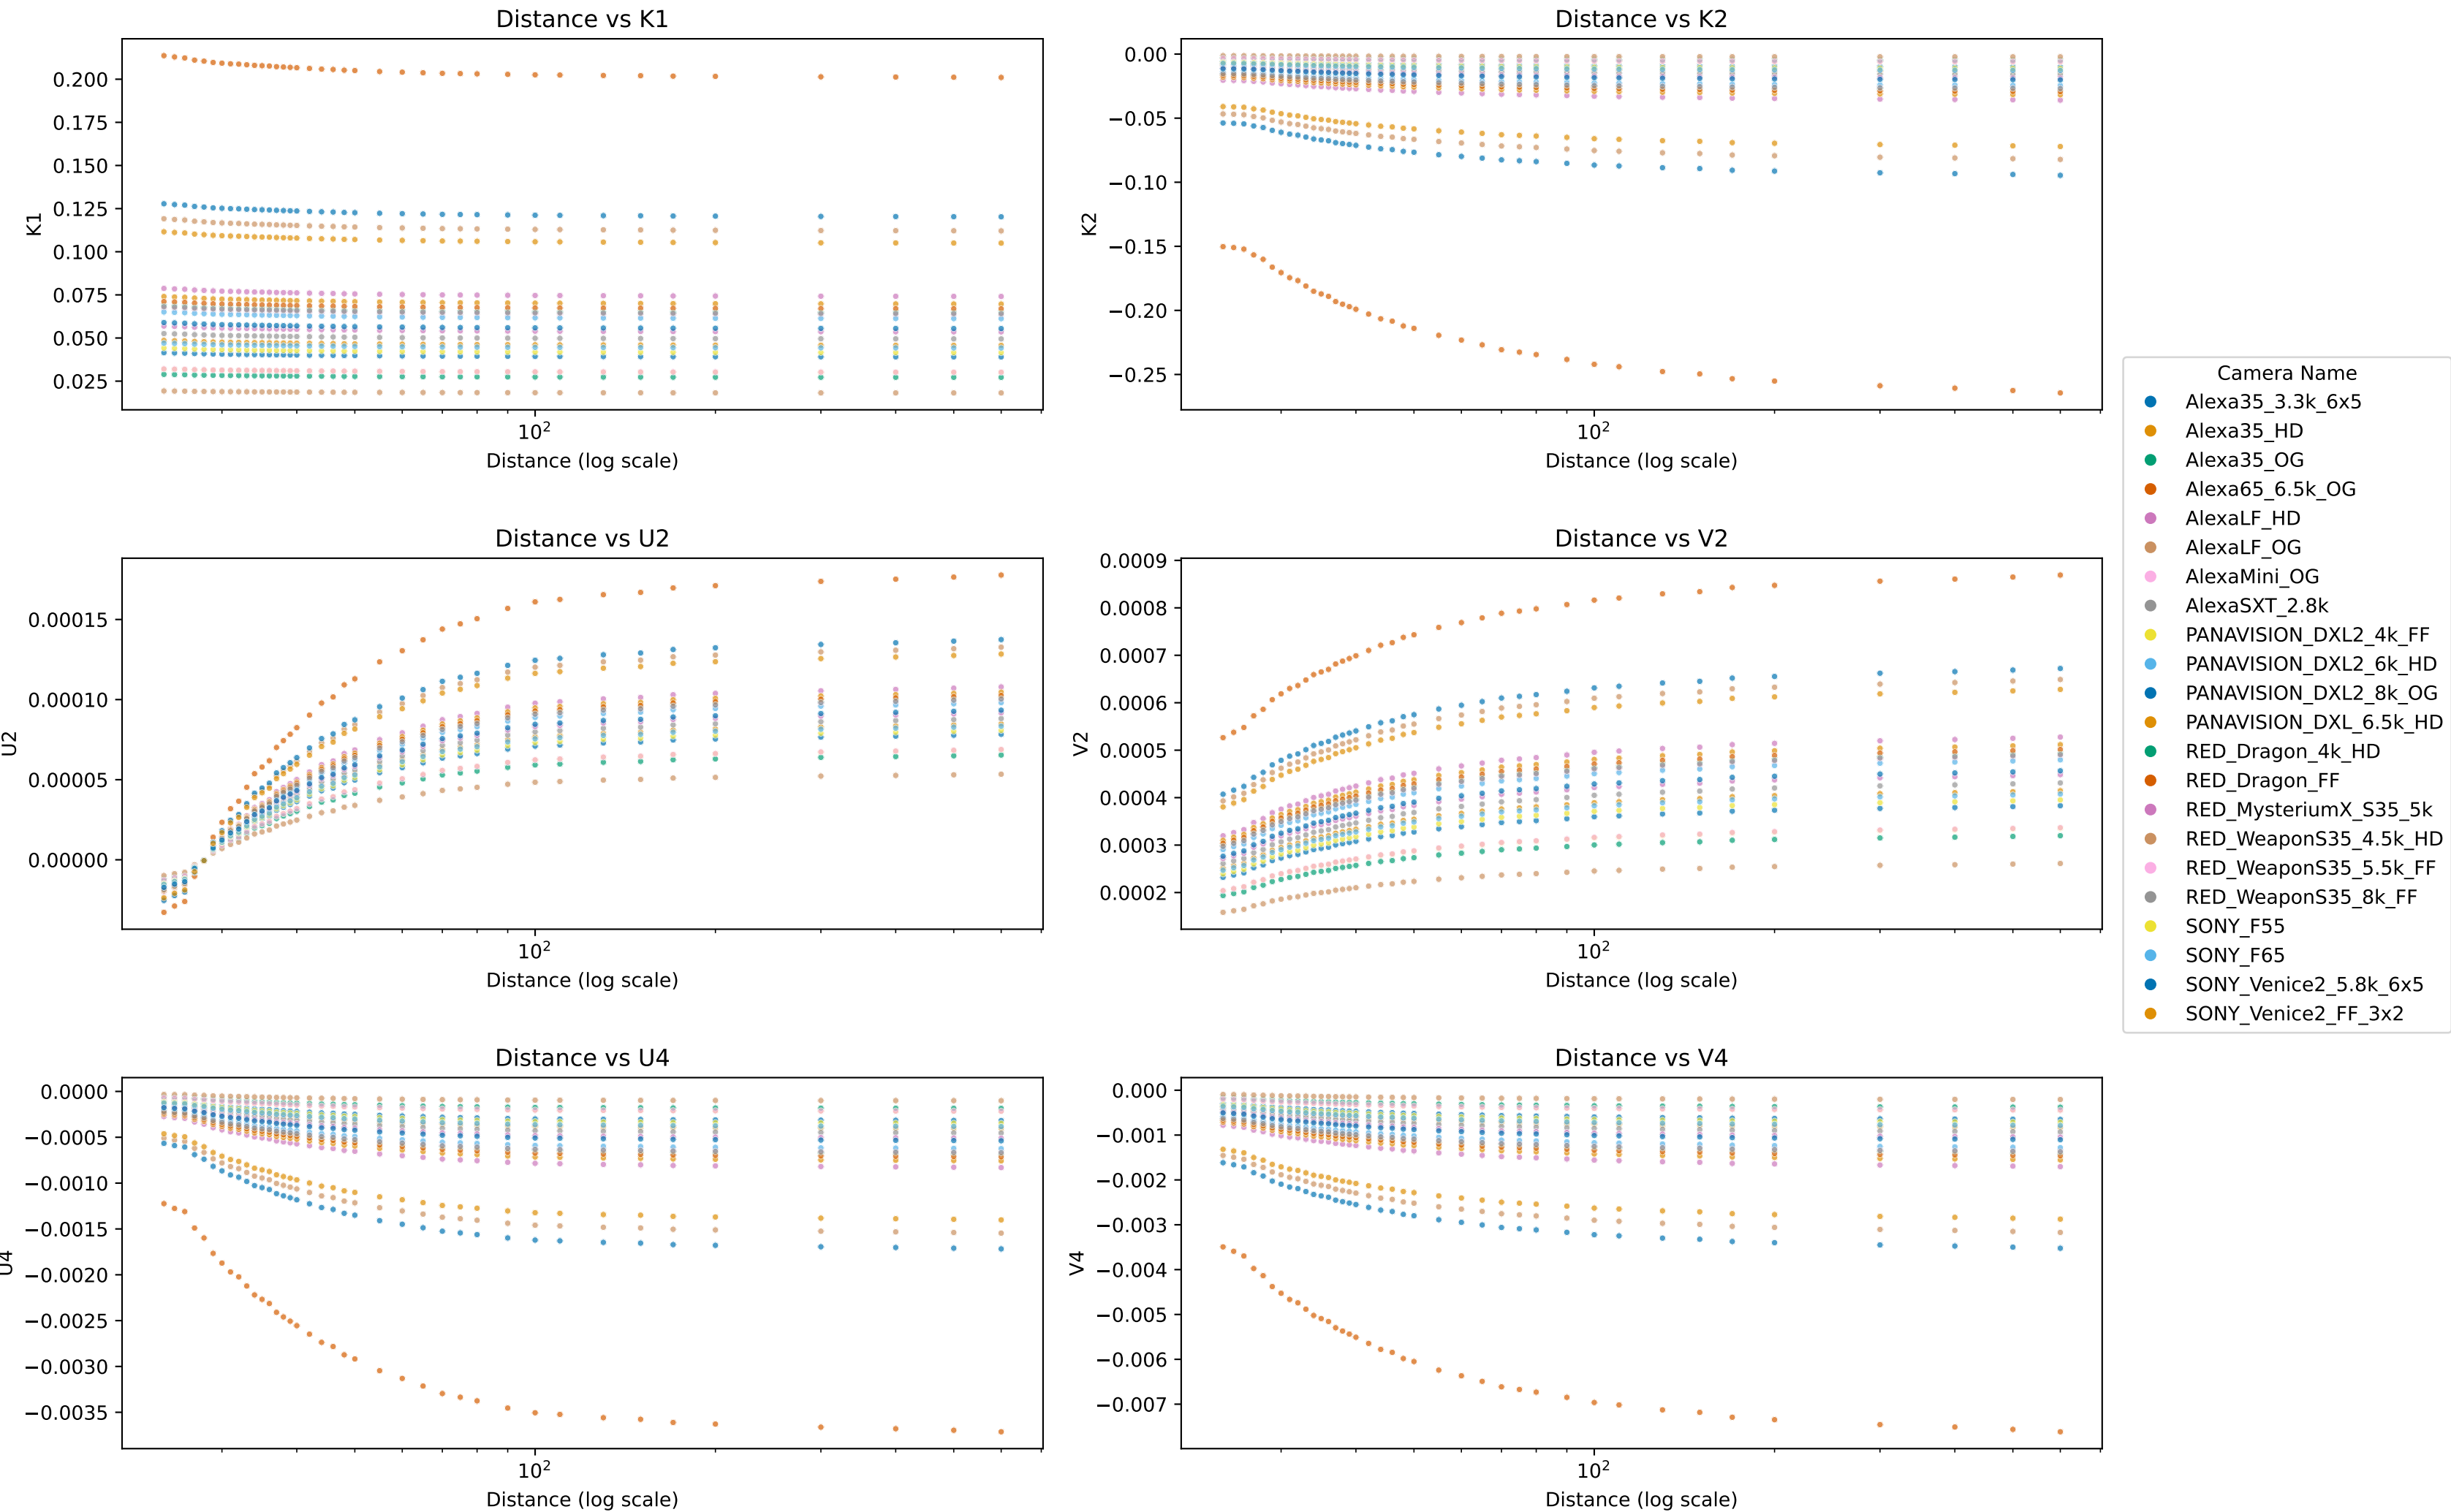 Distance vs K1
K1
0.200
0.175
0.150
0.125
0.100
0.075
0.050
0.025
10²
Distance (log scale)
Distance vs K2
K2
0.00
−0.05
−0.10
−0.15
−0.20
−0.25
10²
Distance (log scale)
Distance vs U2
U2
0.00015
0.00010
0.00005
0.00000
10²
Distance (log scale)
Distance vs V2
V2
0.0009
0.0008
0.0007
0.0006
0.0005
0.0004
0.0003
0.0002
10²
Distance (log scale)
Distance vs U4
U4
0.0000
−0.0005
−0.0010
−0.0015
−0.0020
−0.0025
−0.0030
−0.0035
10²
Distance (log scale)
Distance vs V4
V4
0.000
−0.001
−0.002
−0.003
−0.004
−0.005
−0.006
−0.007
10²
Distance (log scale)
Camera Name
Alexa35_3.3k_6x5
Alexa35_HD
Alexa35_OG
Alexa65_6.5k_OG
AlexaLF_HD
AlexaLF_OG
AlexaMini_OG
AlexaSXT_2.8k
PANAVISION_DXL2_4k_FF
PANAVISION_DXL2_6k_HD
PANAVISION_DXL2_8k_OG
PANAVISION_DXL_6.5k_HD
RED_Dragon_4k_HD
RED_Dragon_FF
RED_MysteriumX_S35_5k
RED_WeaponS35_4.5k_HD
RED_WeaponS35_5.5k_FF
RED_WeaponS35_8k_FF
SONY_F55
SONY_F65
SONY_Venice2_5.8k_6x5
SONY_Venice2_FF_3x2